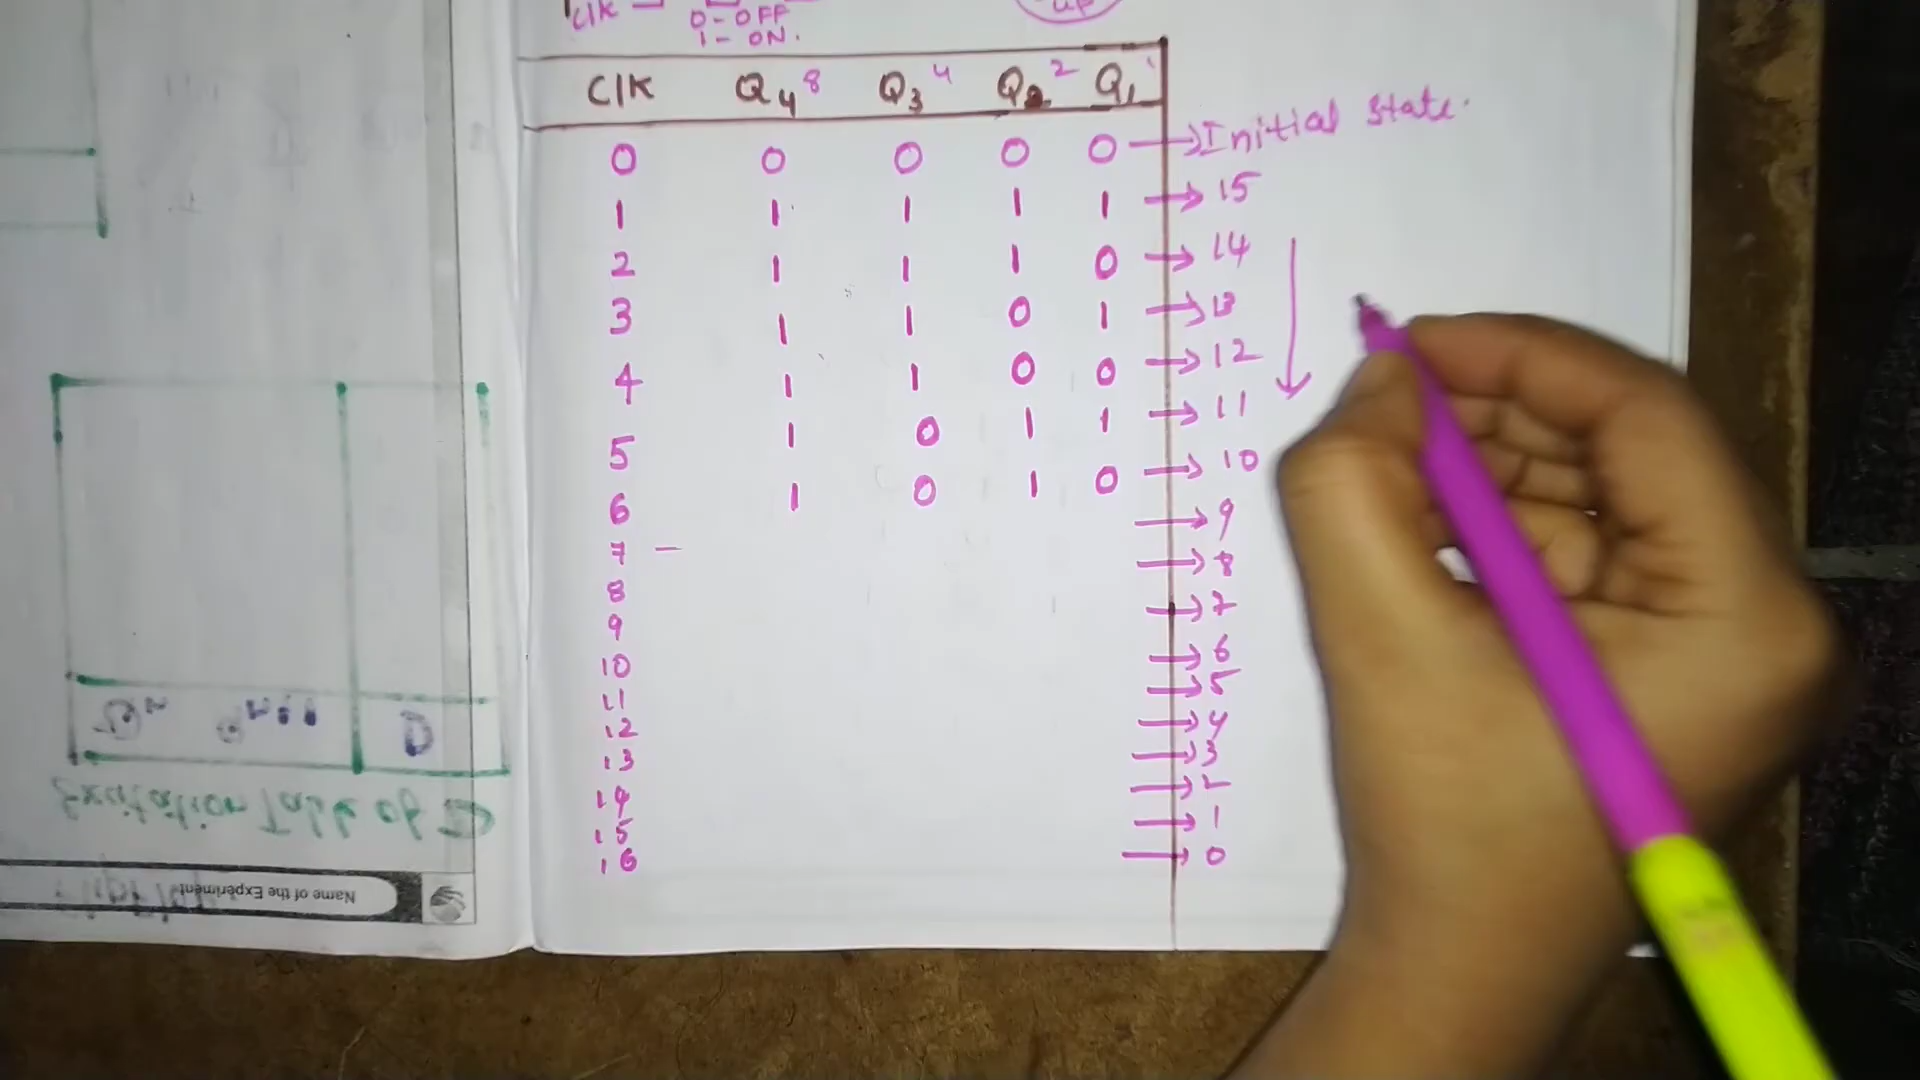 Clk
0-OFF
1-ON.
up
Clk Q4 8 Q3 4 Q2 2 Q1 1
0 0 0 0 0 → Initial state.
1 1 1 1 1 → 15
2 1 1 1 0 → 14
3 1 1 0 1 → 13
4 1 1 0 0 → 12
5 1 0 1 1 → 11
6 1 0 1 0 → 10
7 — → 9
8 → 8
9 → 7
10 → 6
11 → 5
12 → 4
13 → 3
14 → 2
15 → 1
16 → 0
Name of the Experiment
Excitation Table of D
Qn Qn+1 D